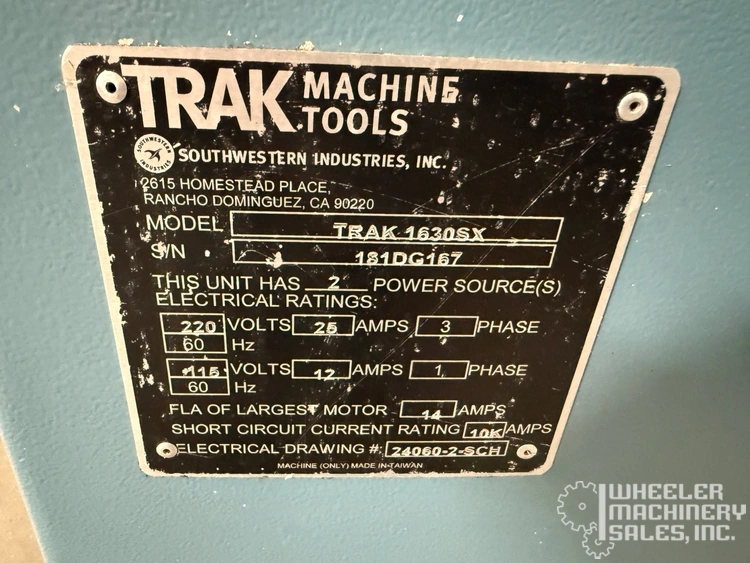 TRAK MACHINE TOOLS
SOUTHWESTERN INDUSTRIES
SOUTHWESTERN INDUSTRIES, INC.
2615 HOMESTEAD PLACE,
RANCHO DOMINGUEZ, CA 90220
MODEL TRAK 1630SX
S/N 181DG167
THIS UNIT HAS 2 POWER SOURCE(S)
ELECTRICAL RATINGS:
220 VOLTS 25 AMPS 3 PHASE
60 Hz
115 VOLTS 12 AMPS 1 PHASE
60 Hz
FLA OF LARGEST MOTOR 14 AMPS
SHORT CIRCUIT CURRENT RATING 10K AMPS
ELECTRICAL DRAWING #: 24060-2-SCH
MACHINE (ONLY) MADE IN TAIWAN
WHEELER
MACHINERY
SALES, INC.